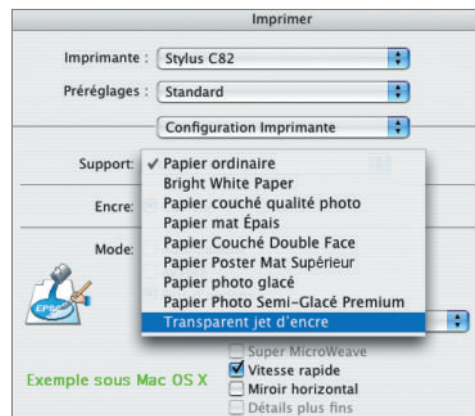 Imprimer
Imprimante : Stylus C82
Préréglages : Standard
Configuration Imprimante
Support: ✓ Papier ordinaire
Bright White Paper
Papier couché qualité photo
Papier mat Épais
Papier Couché Double Face
Papier Poster Mat Supérieur
Papier photo glacé
Papier Photo Semi-Glacé Premium
Transparent jet d'encre
Encre:
Mode:
EPSO
Super MicroWeave
Vitesse rapide
Miroir horizontal
Détails plus fins
Exemple sous Mac OS X